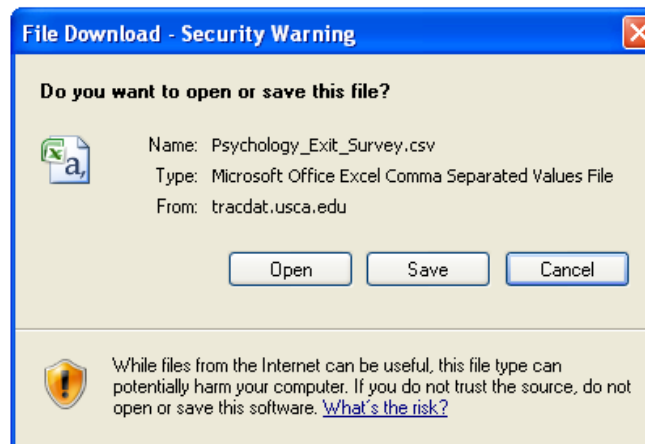 File Download - Security Warning
Do you want to open or save this file?
a,
Name: Psychology_Exit_Survey.csv
Type: Microsoft Office Excel Comma Separated Values File
From: tracdat.usca.edu
Open Save Cancel
While files from the Internet can be useful, this file type can
potentially harm your computer. If you do not trust the source, do not
open or save this software. What's the risk?